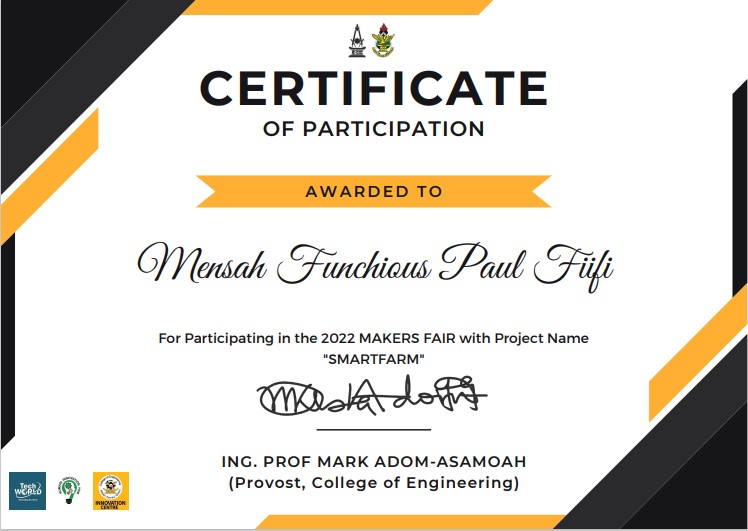 CERTIFICATE
OF PARTICIPATION
AWARDED TO
Mensah Funchious Paul Fiifi
For Participating in the 2022 MAKERS FAIR with Project Name
"SMARTFARM"
ING. PROF MARK ADOM-ASAMOAH
(Provost, College of Engineering)
Tech
WORLD
INNOVATION
CENTRE